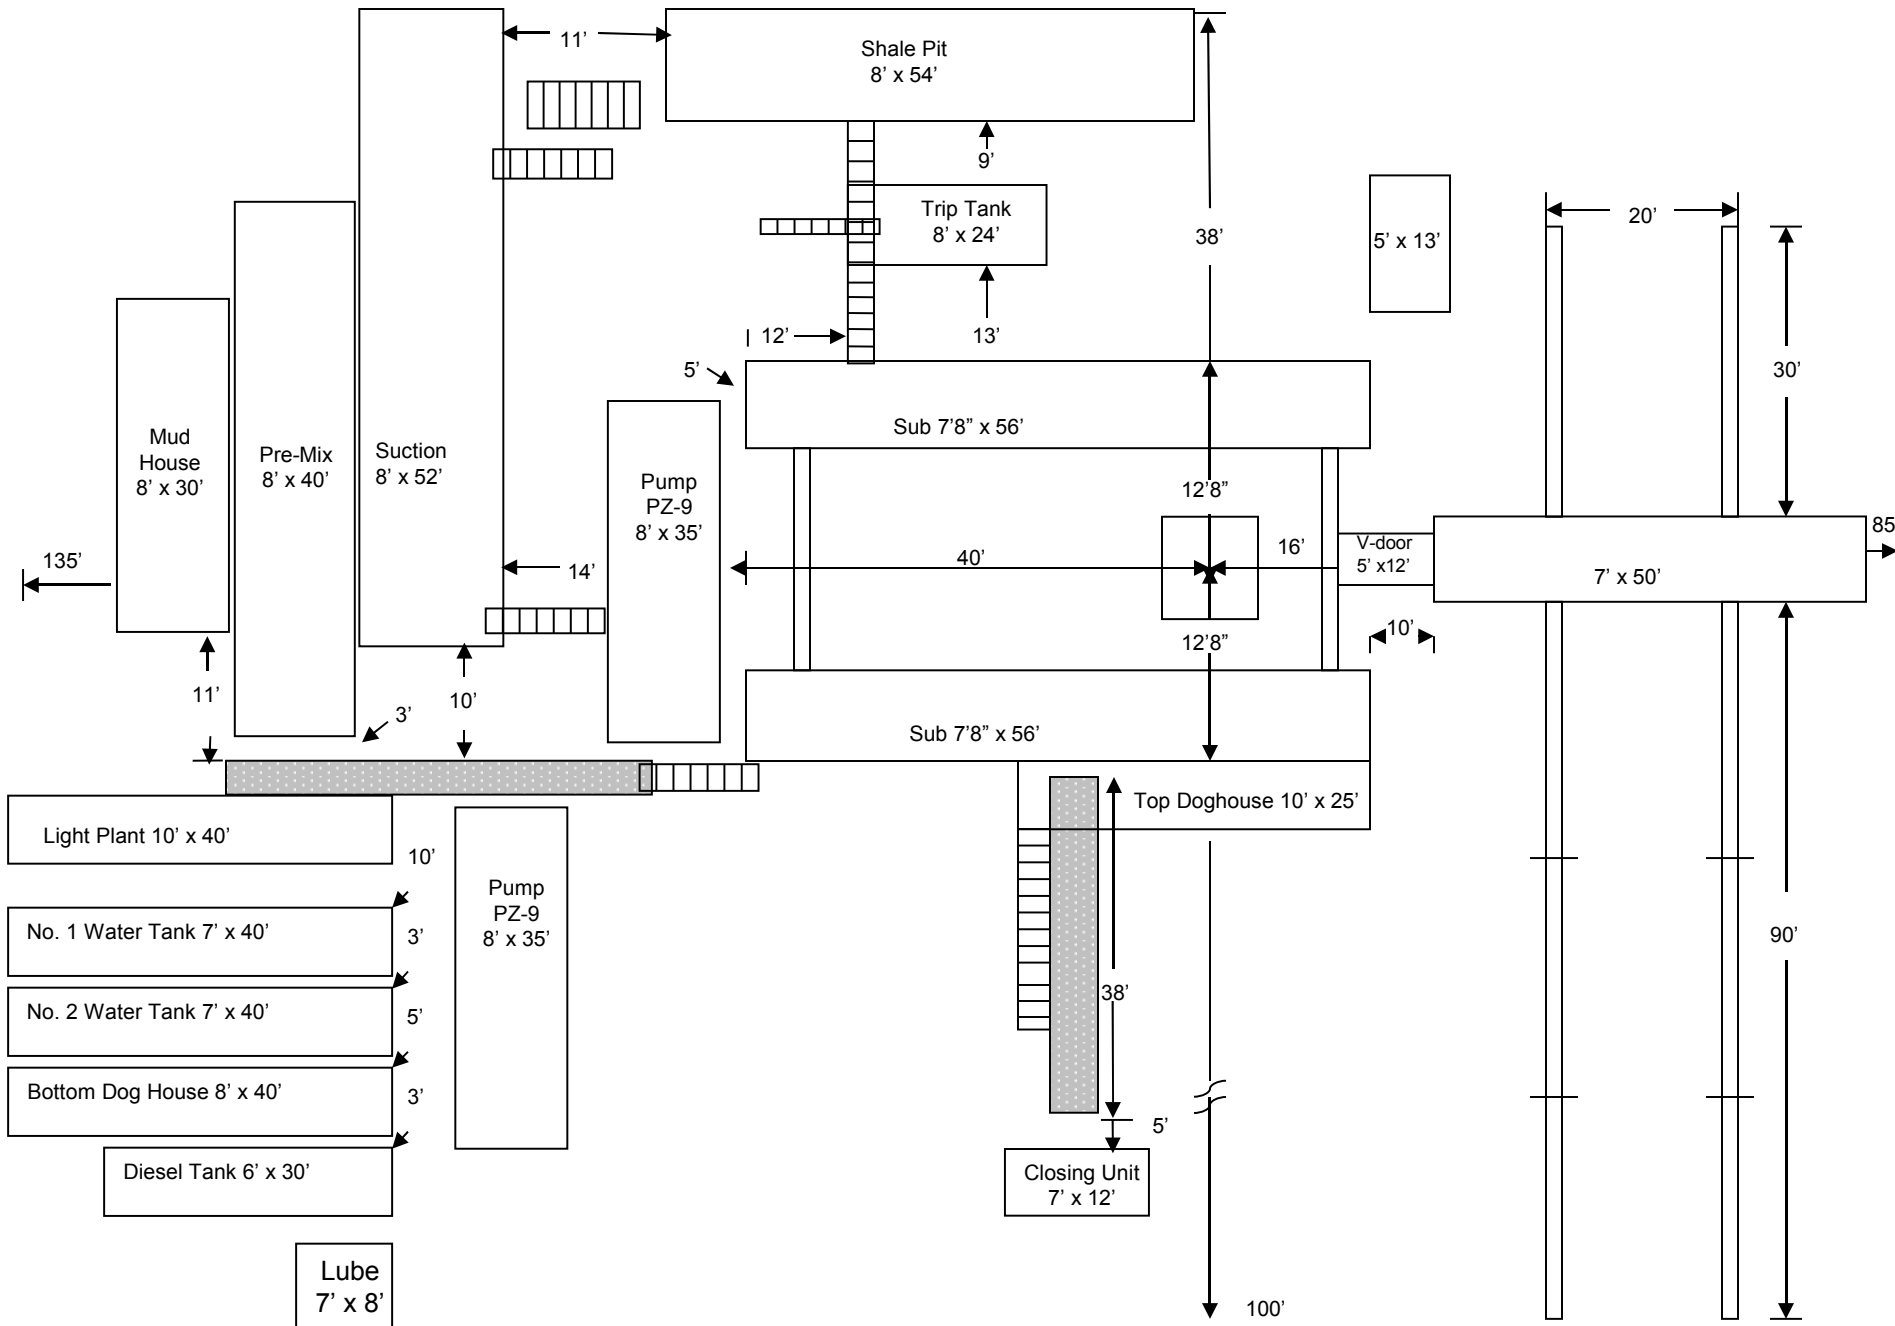 11’
Shale Pit
8’ x 54’
9’
Trip Tank
8’ x 24’
38’
5’ x 13’
20’
12’
13’
30’
5’
Sub 7’8” x 56’
Mud
House
8’ x 30’
Pre-Mix
8’ x 40’
Suction
8’ x 52’
Pump
PZ-9
8’ x 35’
12’8”
135’
14’
40’
16’
V-door
5’ x12’
7’ x 50’
85
12’8”
10’
11’
10’
3’
Sub 7’8” x 56’
Top Doghouse 10’ x 25’
Light Plant 10’ x 40’
10’
Pump
PZ-9
8’ x 35’
No. 1 Water Tank 7’ x 40’
3’
90’
38’
No. 2 Water Tank 7’ x 40’
5’
Bottom Dog House 8’ x 40’
3’
5’
Diesel Tank 6’ x 30’
Closing Unit
7’ x 12’
Lube
7’ x 8’
100’